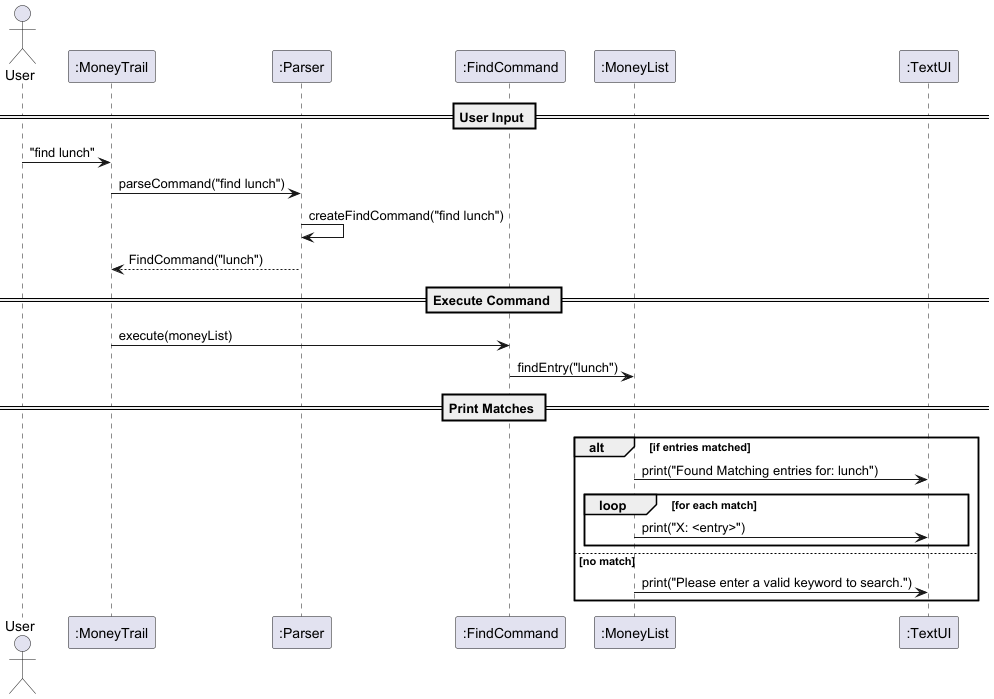 User
:MoneyTrail
:Parser
:FindCommand
:MoneyList
:TextUI
User Input
"find lunch"
parseCommand("find lunch")
createFindCommand("find lunch")
FindCommand("lunch")
Execute Command
execute(moneyList)
findEntry("lunch")
Print Matches
alt
[if entries matched]
print("Found Matching entries for: lunch")
loop
[for each match]
print("X: <entry>")
[no match]
print("Please enter a valid keyword to search.")
User
:MoneyTrail
:Parser
:FindCommand
:MoneyList
:TextUI